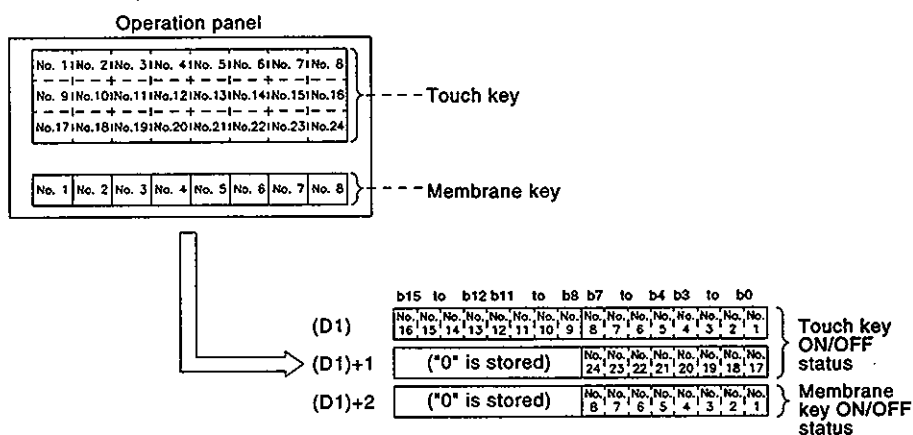 Operation panel
No. 1 No. 2 No. 3 No. 4 No. 5 No. 6 No. 7 No. 8
No. 9 No.10 No.11 No.12 No.13 No.14 No.15 No.16
No.17 No.18 No.19 No.20 No.21 No.22 No.23 No.24
Touch key
No. 1 No. 2 No. 3 No. 4 No. 5 No. 6 No. 7 No. 8
Membrane key
b15 to b12 b11 to b8 b7 to b4 b3 to b0
(D1)
No. No. No. No. No. No. No. No. No. No. No. No. No. No. No. No.
16 15 14 13 12 11 10 9 8 7 6 5 4 3 2 1
(D1)+1
("0" is stored)
No. No. No. No. No. No. No. No.
24 23 22 21 20 19 18 17
Touch key
ON/OFF
status
(D1)+2
("0" is stored)
No. No. No. No. No. No. No. No.
8 7 6 5 4 3 2 1
Membrane
key ON/OFF
status